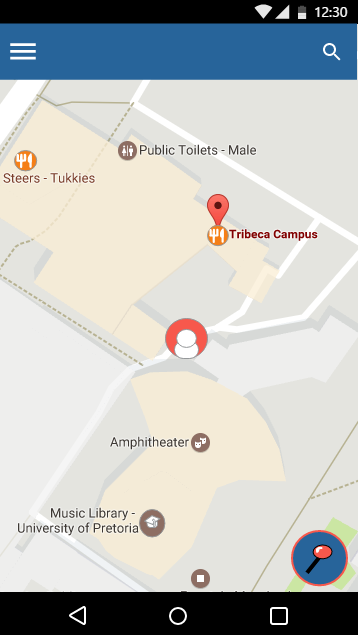 12:30
Public Toilets - Male
Steers - Tukkies
Tribeca Campus
Amphitheater
Music Library -
University of Pretoria